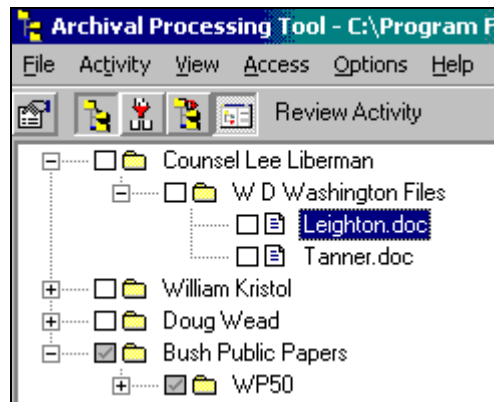 Archival Processing Tool - C:\Program F
File Activity View Access Options Help
Review Activity
Counsel Lee Liberman
W D Washington Files
Leighton.doc
Tanner.doc
William Kristol
Doug Wead
Bush Public Papers
WP50